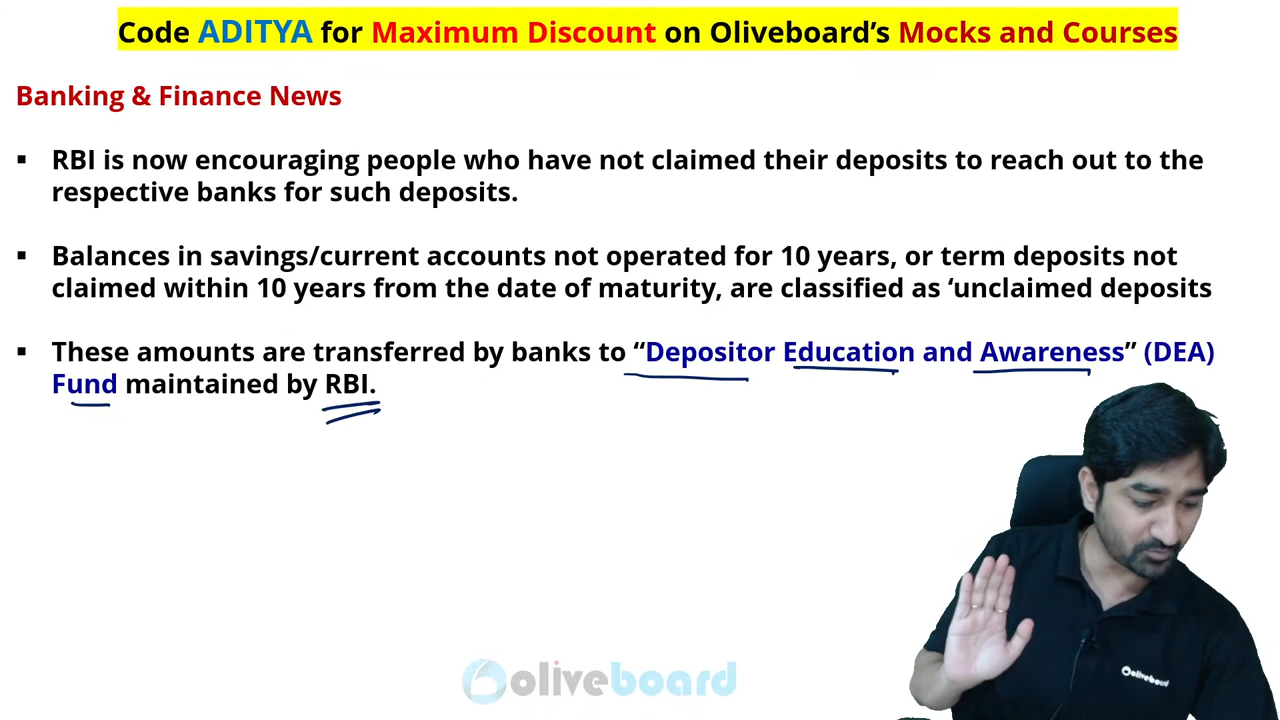 Code ADITYA for Maximum Discount on Oliveboard’s Mocks and Courses
Banking & Finance News
▪ RBI is now encouraging people who have not claimed their deposits to reach out to the
respective banks for such deposits.
▪ Balances in savings/current accounts not operated for 10 years, or term deposits not
claimed within 10 years from the date of maturity, are classified as ‘unclaimed deposits
▪ These amounts are transferred by banks to “Depositor Education and Awareness” (DEA)
Fund maintained by RBI.
oliveboard
oliveboard